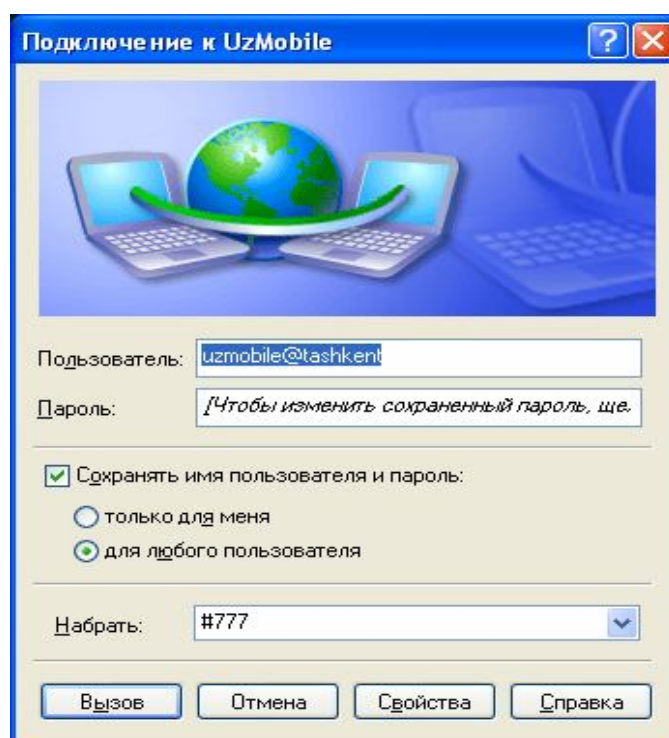 Подключение к UzMobile
Пользователь: uzmobile@tashkent
Пароль: [Чтобы изменить сохраненный пароль, ще.
Сохранять имя пользователя и пароль:
только для меня
для любого пользователя
Набрать: #777
Вызов Отмена Свойства Справка